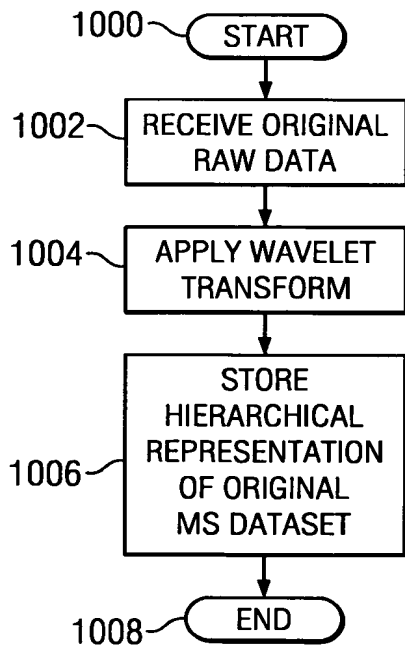 1000
START
1002
RECEIVE ORIGINAL
RAW DATA
1004
APPLY WAVELET
TRANSFORM
1006
STORE
HIERARCHICAL
REPRESENTATION
OF ORIGINAL
MS DATASET
1008
END